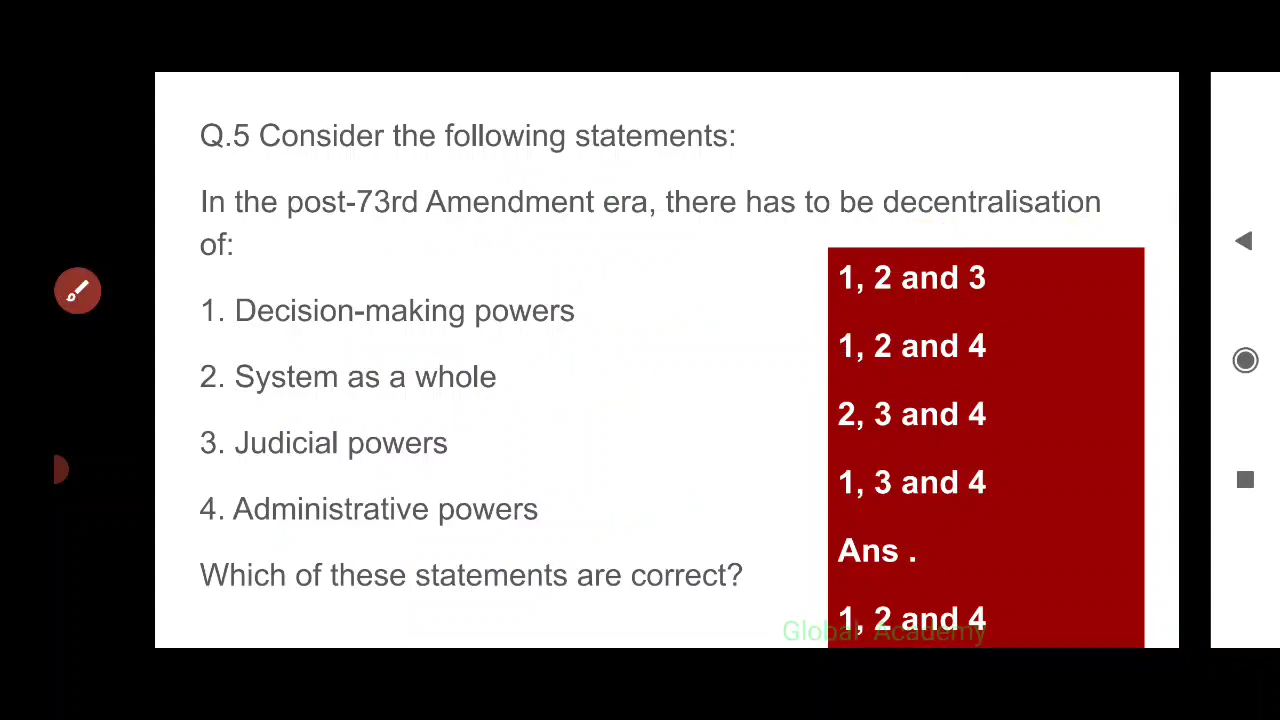 Q.5 Consider the following statements:
In the post-73rd Amendment era, there has to be decentralisation
of:
1. Decision-making powers
2. System as a whole
3. Judicial powers
4. Administrative powers
Which of these statements are correct?
1, 2 and 3
1, 2 and 4
2, 3 and 4
1, 3 and 4
Ans .
1, 2 and 4
Global Academy